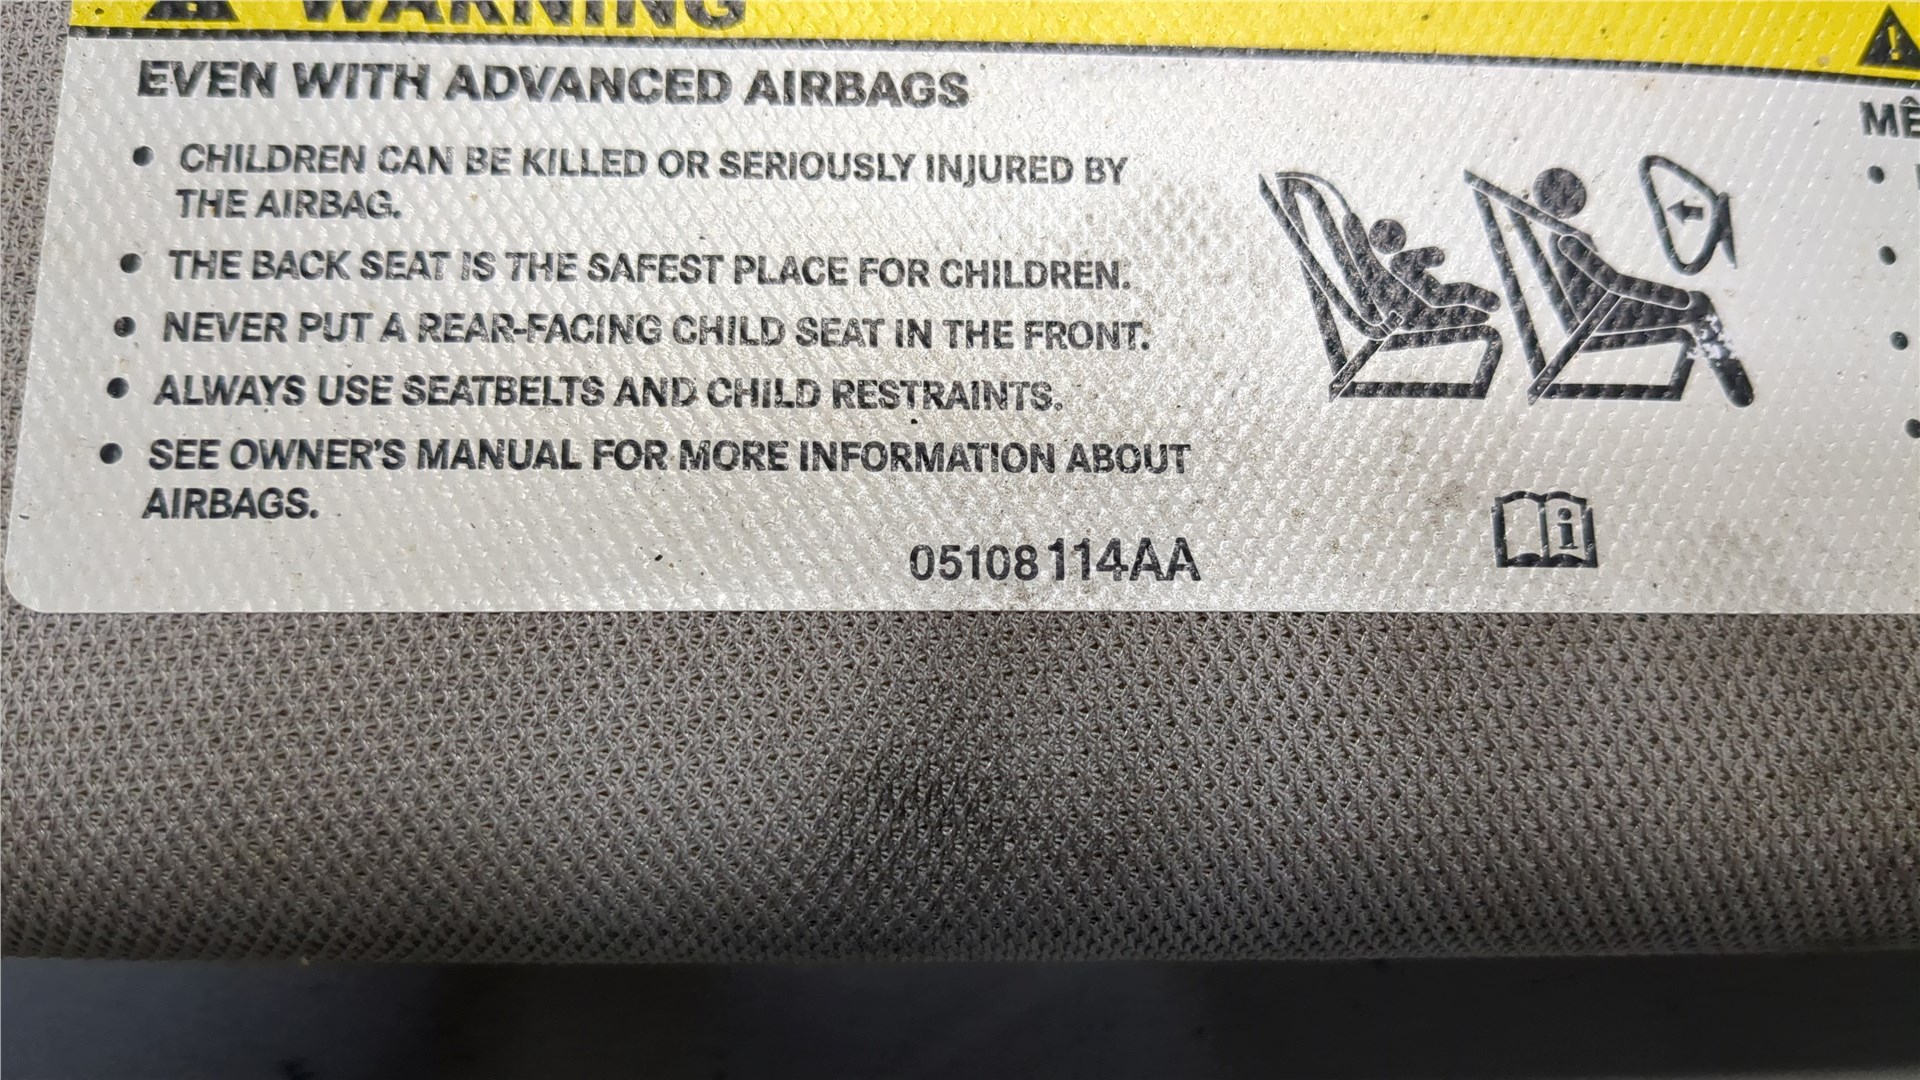 WARNING
EVEN WITH ADVANCED AIRBAGS
• CHILDREN CAN BE KILLED OR SERIOUSLY INJURED BY
THE AIRBAG.
• THE BACK SEAT IS THE SAFEST PLACE FOR CHILDREN.
• NEVER PUT A REAR-FACING CHILD SEAT IN THE FRONT.
• ALWAYS USE SEATBELTS AND CHILD RESTRAINTS.
• SEE OWNER'S MANUAL FOR MORE INFORMATION ABOUT
AIRBAGS.
05108114AA